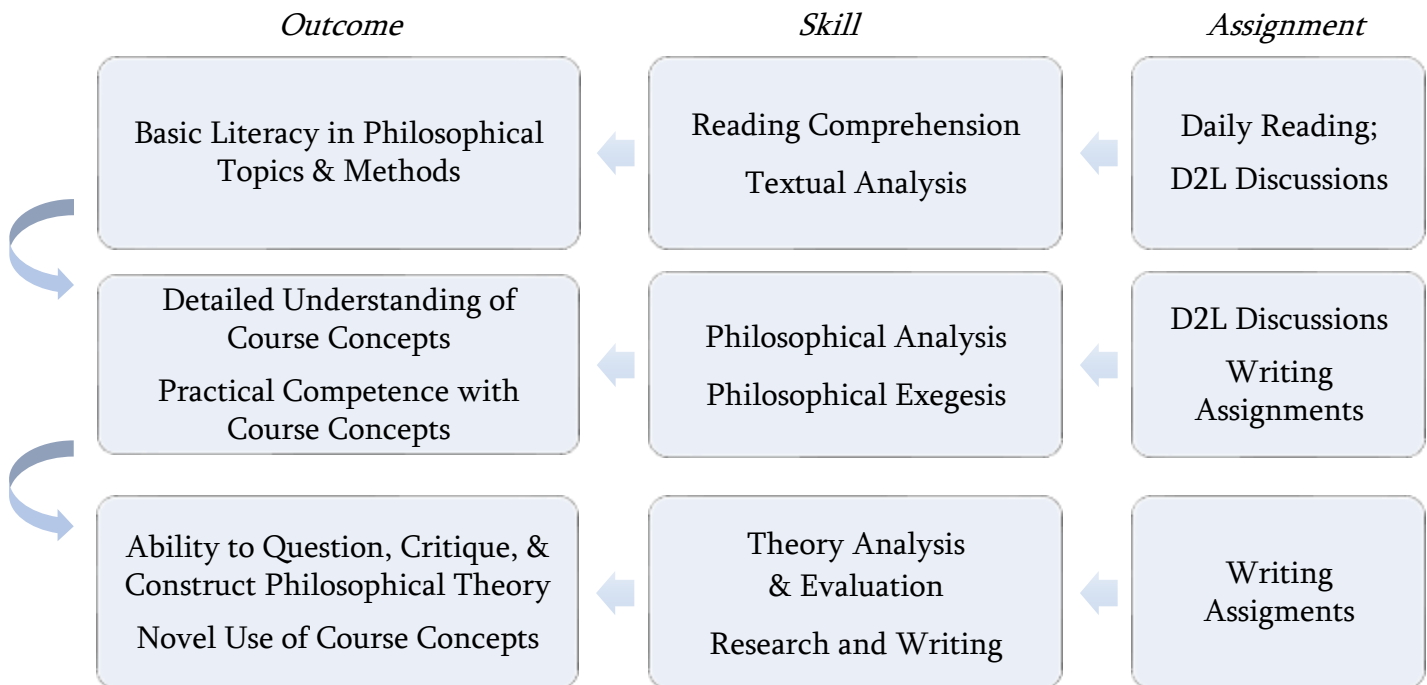 Outcome
Skill
Assignment
Basic Literacy in Philosophical
Topics & Methods
Reading Comprehension
Textual Analysis
Daily Reading;
D2L Discussions
Detailed Understanding of
Course Concepts
Practical Competence with
Course Concepts
Philosophical Analysis
Philosophical Exegesis
D2L Discussions
Writing
Assignments
Ability to Question, Critique, &
Construct Philosophical Theory
Novel Use of Course Concepts
Theory Analysis
& Evaluation
Research and Writing
Writing
Assigments